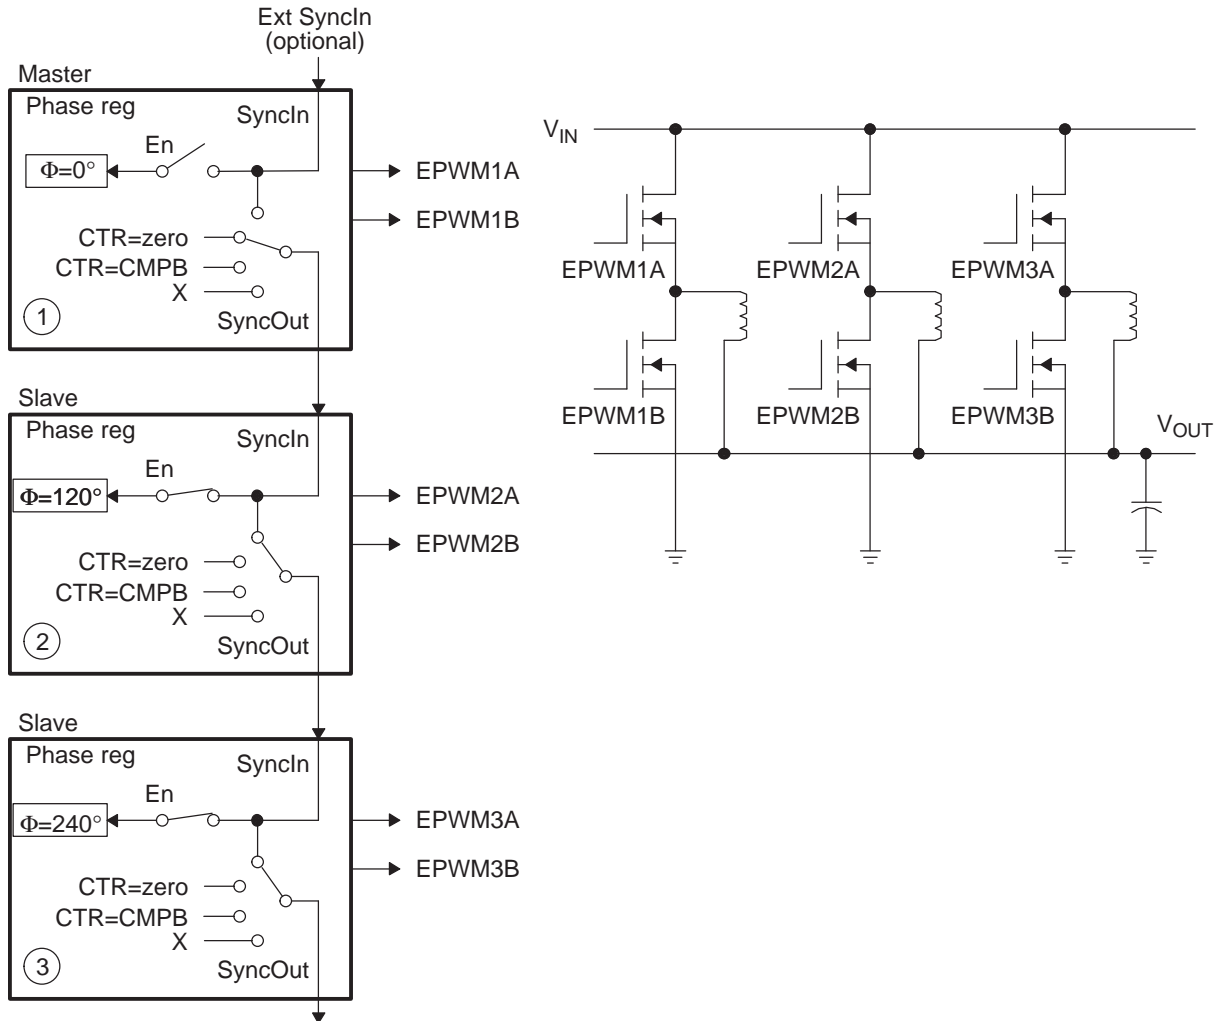 Ext SyncIn
(optional)
Master
Phase reg
SyncIn
En
Φ=0°
EPWM1A
EPWM1B
CTR=zero
CTR=CMPB
X
1
SyncOut
Slave
Phase reg
SyncIn
En
Φ=120°
EPWM2A
EPWM2B
CTR=zero
CTR=CMPB
X
2
SyncOut
Slave
Phase reg
SyncIn
En
Φ=240°
EPWM3A
EPWM3B
CTR=zero
CTR=CMPB
X
3
SyncOut
VIN
EPWM1A
EPWM2A
EPWM3A
EPWM1B
EPWM2B
EPWM3B
VOUT